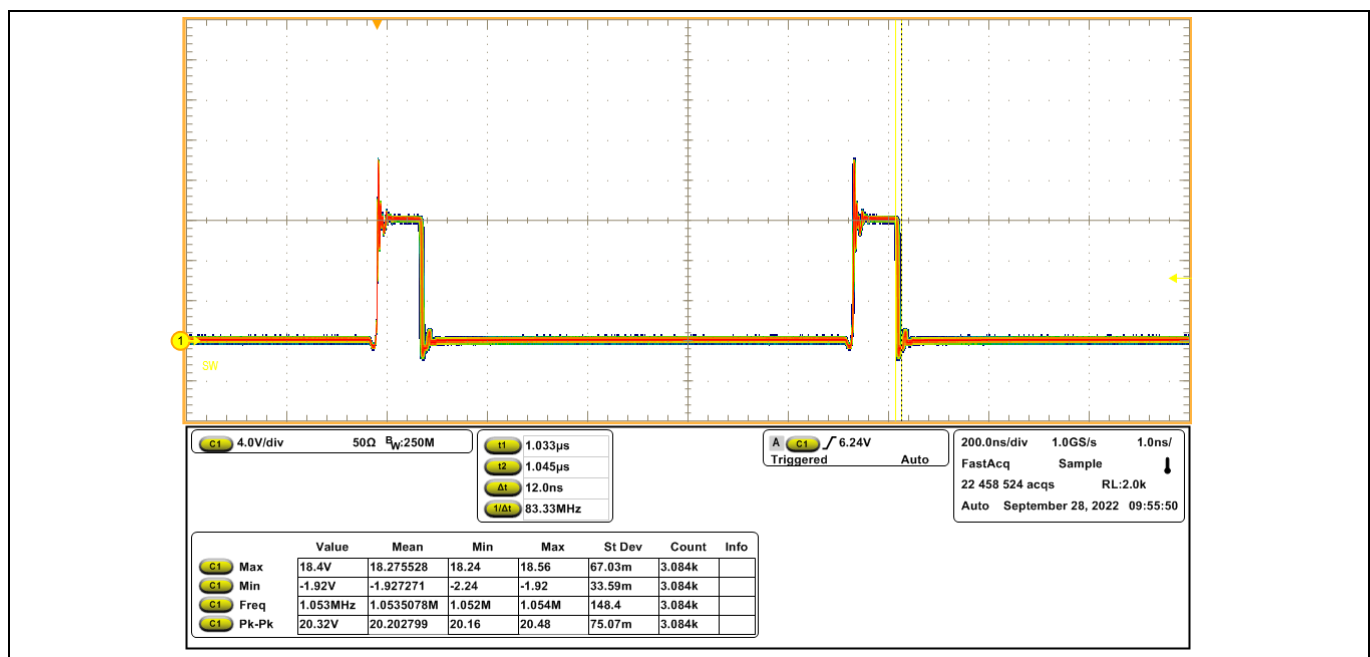 1
SW
C1 4.0V/div 50Ω BW:250M
t1 1.033µs
t2 1.045µs
Δt 12.0ns
1/Δt 83.33MHz
A C1 6.24V
Triggered Auto
200.0ns/div 1.0GS/s 1.0ns/
FastAcq Sample
22 458 524 acqs RL:2.0k
Auto September 28, 2022 09:55:50
Value Mean Min Max St Dev Count Info
C1 Max 18.4V 18.275528 18.24 18.56 67.03m 3.084k
C1 Min -1.92V -1.927271 -2.24 -1.92 33.59m 3.084k
C1 Freq 1.053MHz 1.0535078M 1.052M 1.054M 148.4 3.084k
C1 Pk-Pk 20.32V 20.202799 20.16 20.48 75.07m 3.084k